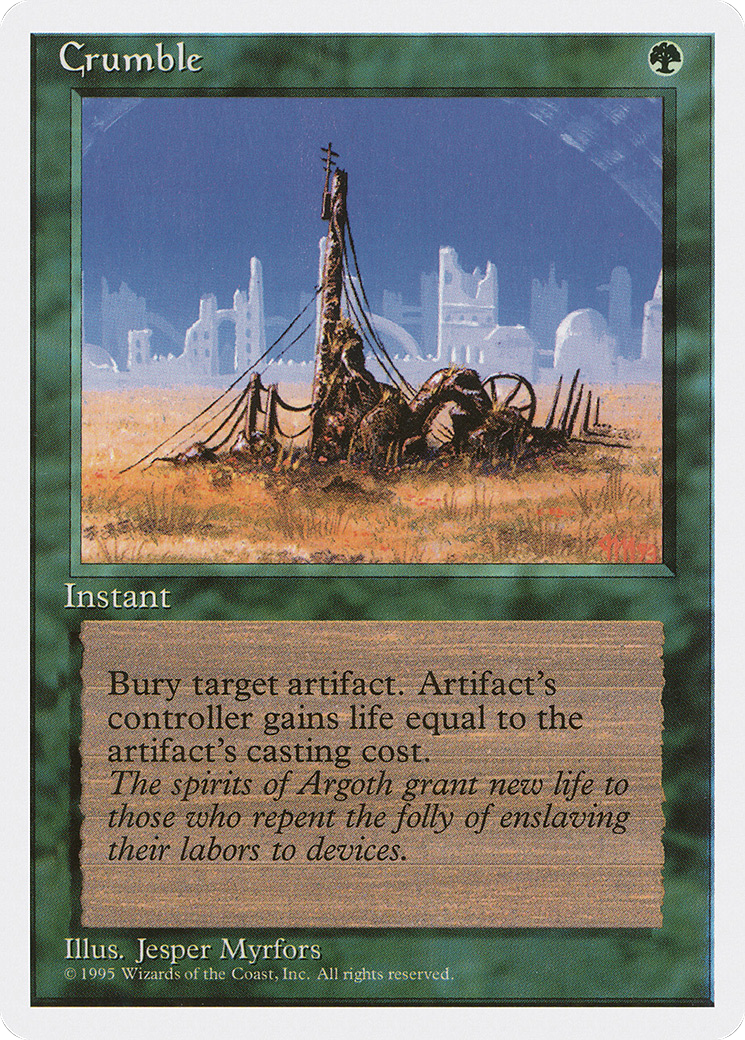 Crumble
Instant
Bury target artifact. Artifact's
controller gains life equal to the
artifact's casting cost.
The spirits of Argoth grant new life to
those who repent the folly of enslaving
their labors to devices.
Illus. Jesper Myrfors
© 1995 Wizards of the Coast, Inc. All rights reserved.